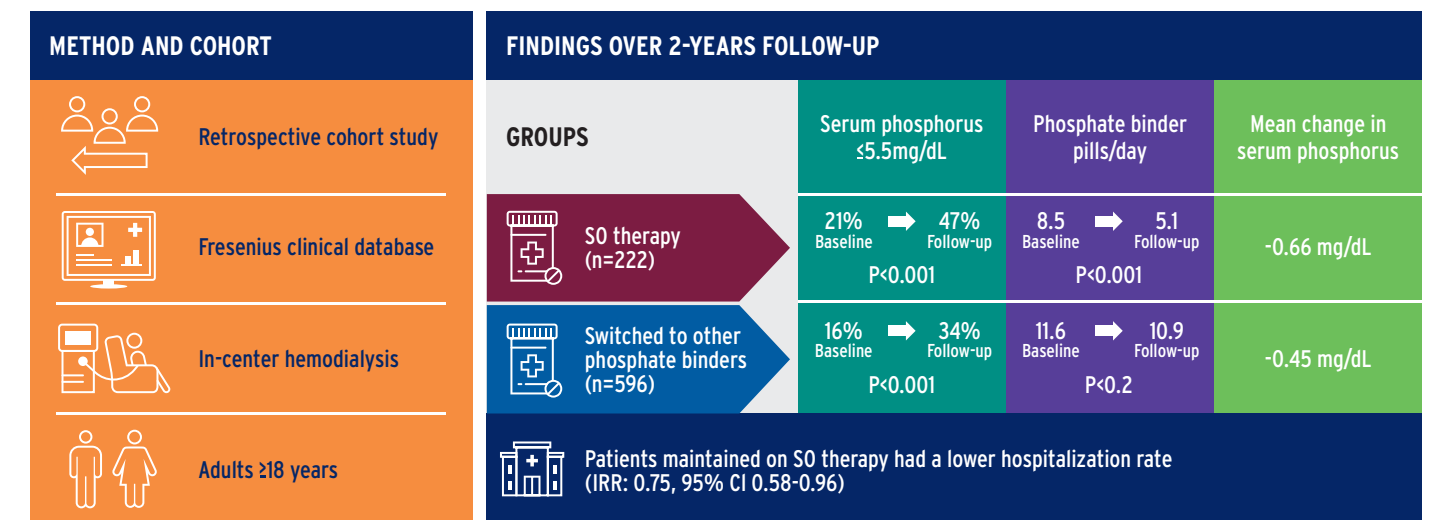 METHOD AND COHORT
Retrospective cohort study
Fresenius clinical database
In-center hemodialysis
Adults ≥18 years
FINDINGS OVER 2-YEARS FOLLOW-UP
GROUPS
Serum phosphorus
≤5.5mg/dL
Phosphate binder
pills/day
Mean change in
serum phosphorus
SO therapy
(n=222)
21% 47%
Baseline Follow-up
P<0.001
8.5 5.1
Baseline Follow-up
P<0.001
-0.66 mg/dL
Switched to other
phosphate binders
(n=596)
16% 34%
Baseline Follow-up
P<0.001
11.6 10.9
Baseline Follow-up
P<0.2
-0.45 mg/dL
Patients maintained on SO therapy had a lower hospitalization rate
(IRR: 0.75, 95% CI 0.58-0.96)